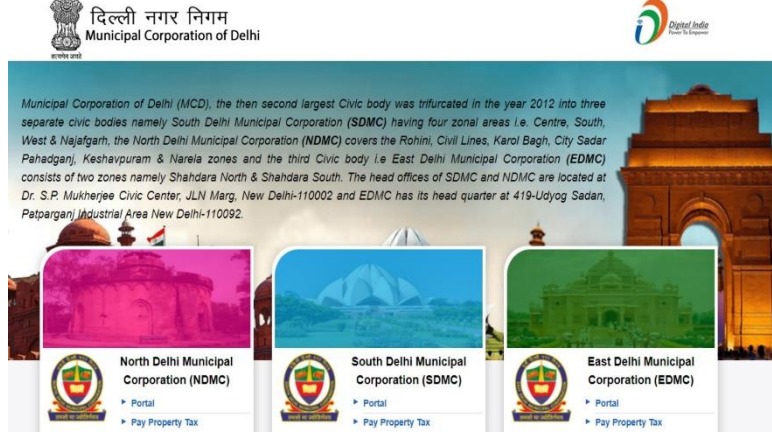 दिल्ली नगर निगम
Municipal Corporation of Delhi
सत्यमेव जयते
Digital India
Power To Empower
Municipal Corporation of Delhi (MCD), the then second largest Civic body was trifurcated in the year 2012 into three
separate civic bodies namely South Delhi Municipal Corporation (SDMC) having four zonal areas i.e. Centre, South,
West & Najafgarh, the North Delhi Municipal Corporation (NDMC) covers the Rohini, Civil Lines, Karol Bagh, City Sadar
Pahadganj, Keshavpuram & Narela zones and the third Civic body i.e East Delhi Municipal Corporation (EDMC)
consists of two zones namely Shahdara North & Shahdara South. The head offices of SDMC and NDMC are located at
Dr. S.P. Mukherjee Civic Center, JLN Marg, New Delhi-110002 and EDMC has its head quarter at 419-Udyog Sadan,
Patparganj Industrial Area New Delhi-110092.
North Delhi Municipal
Corporation (NDMC)
Portal
Pay Property Tax
South Delhi Municipal
Corporation (SDMC)
Portal
Pay Property Tax
East Delhi Municipal
Corporation (EDMC)
Portal
Pay Property Tax